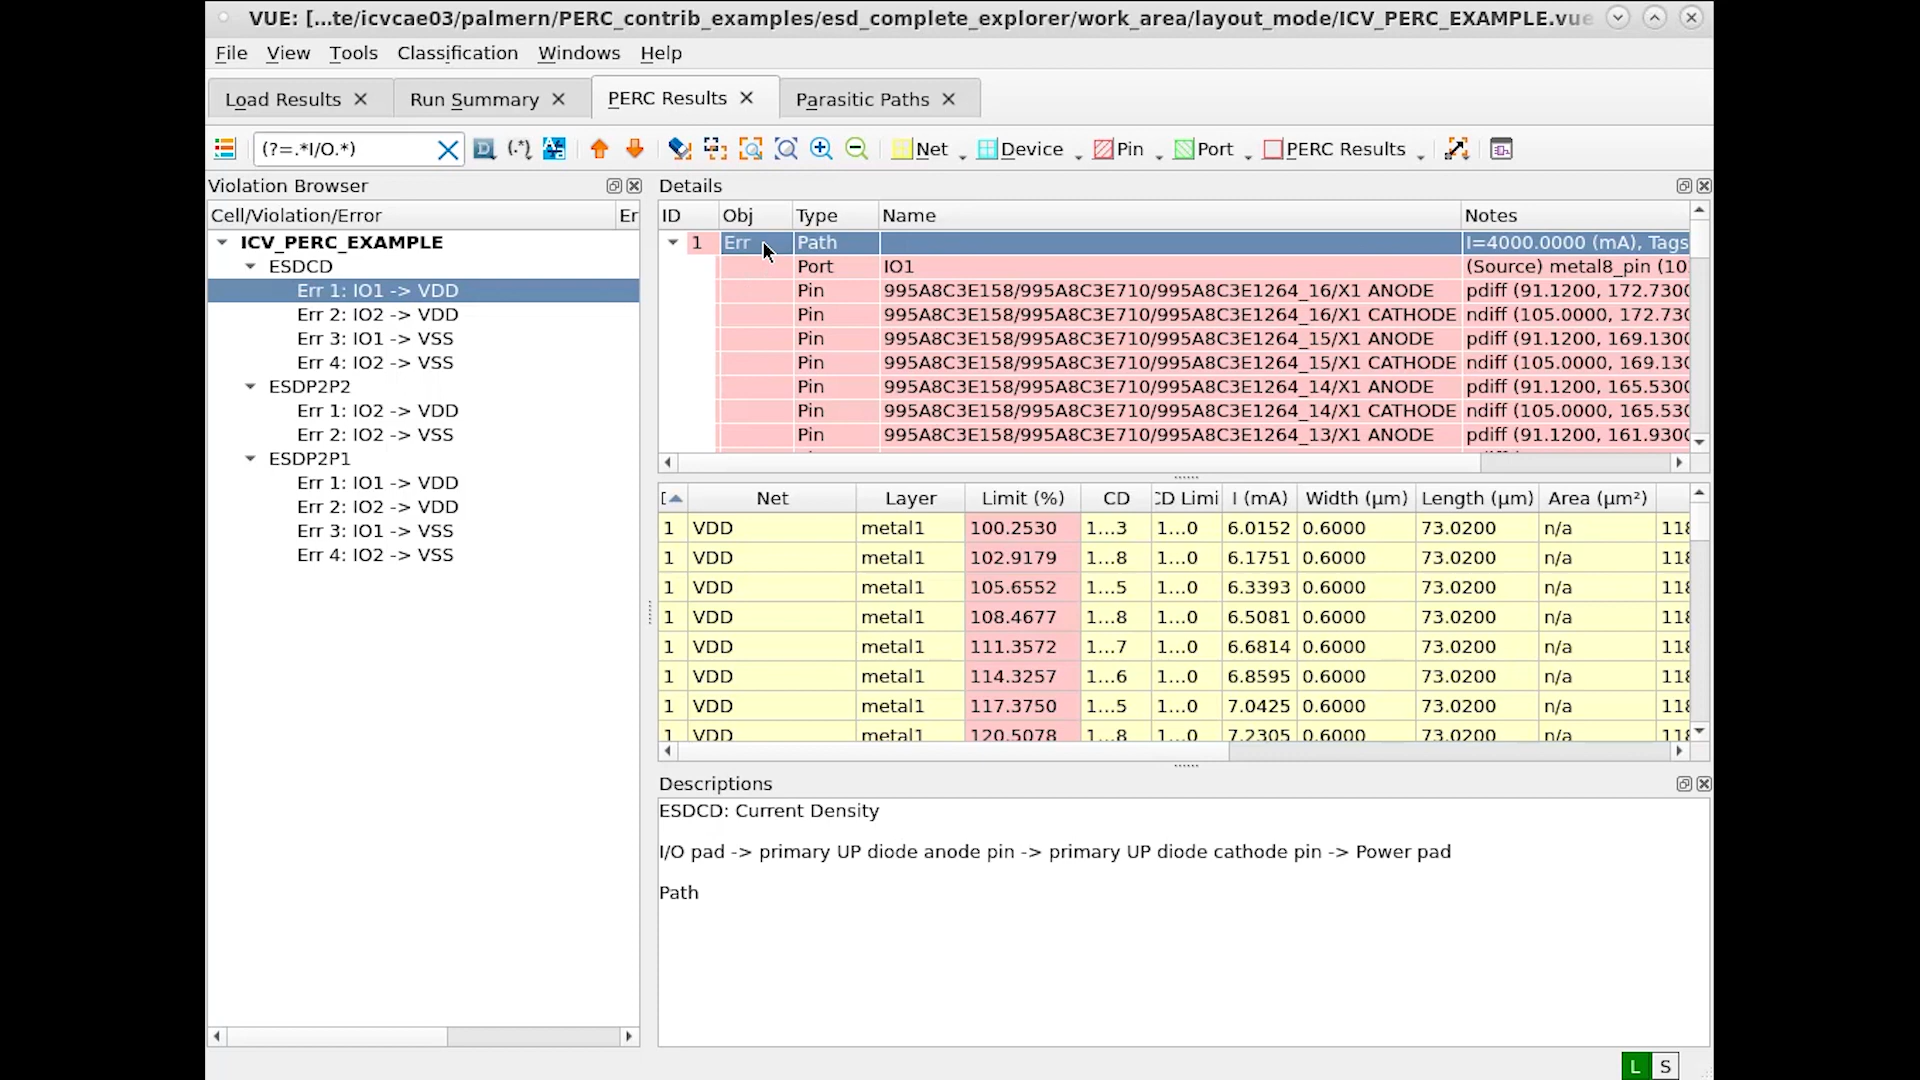 VUE: [...te/icvcae03/palmern/PERC_contrib_examples/esd_complete_explorer/work_area/layout_mode/ICV_PERC_EXAMPLE.vue
File View Tools Classification Windows Help
Load Results Run Summary PERC Results Parasitic Paths
(?=.*I/O.*) D (.*) Net Device Pin Port PERC Results
Violation Browser
Cell/Violation/Error Er
ICV_PERC_EXAMPLE
ESDCD
Err 1: IO1 -> VDD
Err 2: IO2 -> VDD
Err 3: IO1 -> VSS
Err 4: IO2 -> VSS
ESDP2P2
Err 1: IO2 -> VDD
Err 2: IO2 -> VSS
ESDP2P1
Err 1: IO1 -> VDD
Err 2: IO2 -> VDD
Err 3: IO1 -> VSS
Err 4: IO2 -> VSS
Details
ID Obj Type Name Notes
1 Err Path I=4000.0000 (mA), Tags
Port IO1 (Source) metal8_pin (10
Pin 995A8C3E158/995A8C3E710/995A8C3E1264_16/X1 ANODE pdiff (91.1200, 172.7300
Pin 995A8C3E158/995A8C3E710/995A8C3E1264_16/X1 CATHODE ndiff (105.0000, 172.730
Pin 995A8C3E158/995A8C3E710/995A8C3E1264_15/X1 ANODE pdiff (91.1200, 169.1300
Pin 995A8C3E158/995A8C3E710/995A8C3E1264_15/X1 CATHODE ndiff (105.0000, 169.130
Pin 995A8C3E158/995A8C3E710/995A8C3E1264_14/X1 ANODE pdiff (91.1200, 165.5300
Pin 995A8C3E158/995A8C3E710/995A8C3E1264_14/X1 CATHODE ndiff (105.0000, 165.530
Pin 995A8C3E158/995A8C3E710/995A8C3E1264_13/X1 ANODE pdiff (91.1200, 161.9300
Net Layer Limit (%) CD CD Limi I (mA) Width (µm) Length (µm) Area (µm²)
1 VDD metal1 100.2530 1...3 1...0 6.0152 0.6000 73.0200 n/a 118
1 VDD metal1 102.9179 1...8 1...0 6.1751 0.6000 73.0200 n/a 118
1 VDD metal1 105.6552 1...5 1...0 6.3393 0.6000 73.0200 n/a 118
1 VDD metal1 108.4677 1...8 1...0 6.5081 0.6000 73.0200 n/a 118
1 VDD metal1 111.3572 1...7 1...0 6.6814 0.6000 73.0200 n/a 118
1 VDD metal1 114.3257 1...6 1...0 6.8595 0.6000 73.0200 n/a 118
1 VDD metal1 117.3750 1...5 1...0 7.0425 0.6000 73.0200 n/a 118
1 VDD metal1 120.5078 1...8 1...0 7.2305 0.6000 73.0200 n/a 118
Descriptions
ESDCD: Current Density
I/O pad -> primary UP diode anode pin -> primary UP diode cathode pin -> Power pad
Path
L S